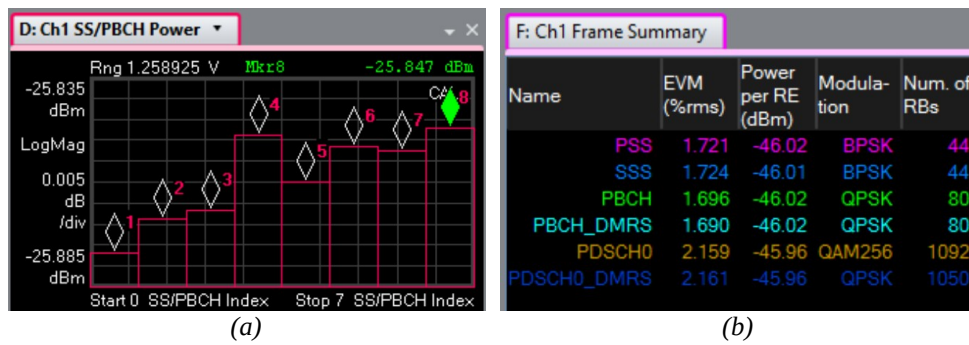 D: Ch1 SS/PBCH Power
Rng 1.258925 V Mkr8 -25.847 dBm
-25.835
dBm
LogMag
0.005
dB
/div
-25.885
dBm
1
2
3
4
5
6
7
8
Start 0 SS/PBCH Index Stop 7 SS/PBCH Index
(a)
F: Ch1 Frame Summary
Name EVM (%rms) Power per RE (dBm) Modula-tion Num. of RBs
PSS 1.721 -46.02 BPSK 44
SSS 1.724 -46.01 BPSK 44
PBCH 1.696 -46.02 QPSK 80
PBCH_DMRS 1.690 -46.02 QPSK 80
PDSCH0 2.159 -45.96 QAM256 1092
PDSCH0_DMRS 2.161 -45.96 QPSK 1050
(b)